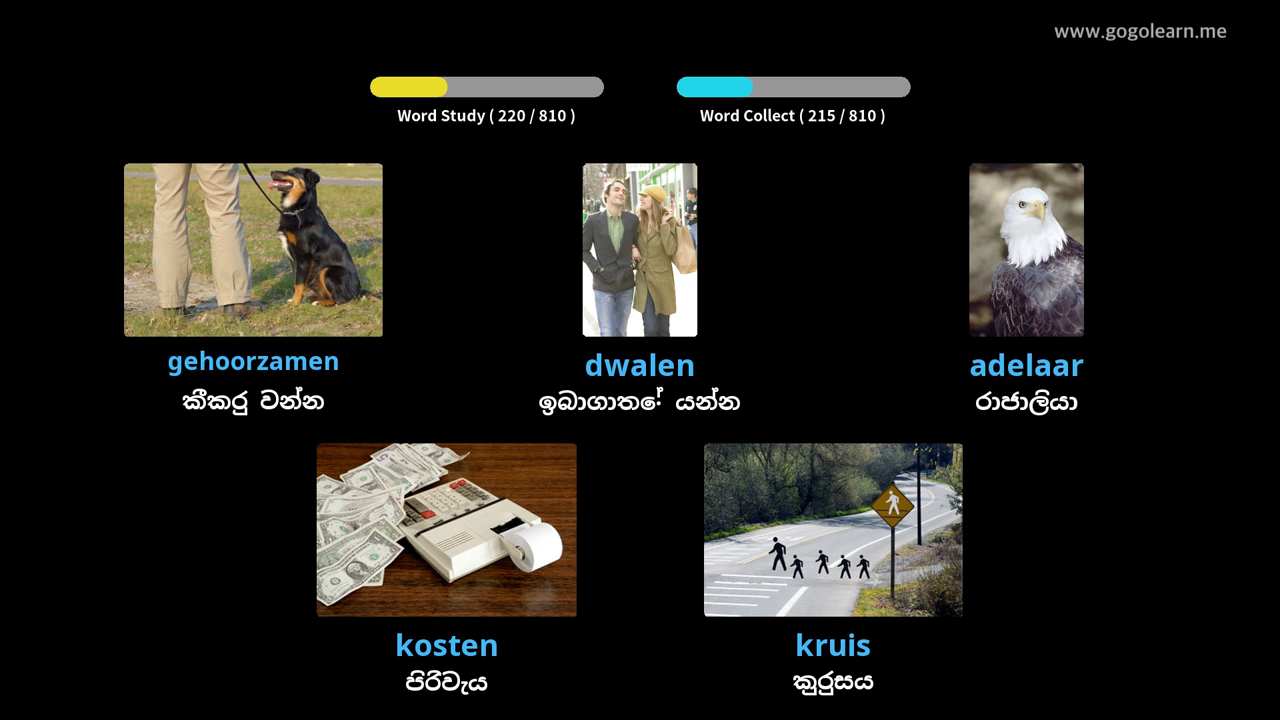 www.gogolearn.me
Word Study ( 220 / 810 )
Word Collect ( 215 / 810 )
gehoorzamen
කීකරු වන්න
dwalen
ඉබාගාතේ යන්න
adelaar
රාජාලියා
kosten
පිරිවැය
kruis
කුරුසය